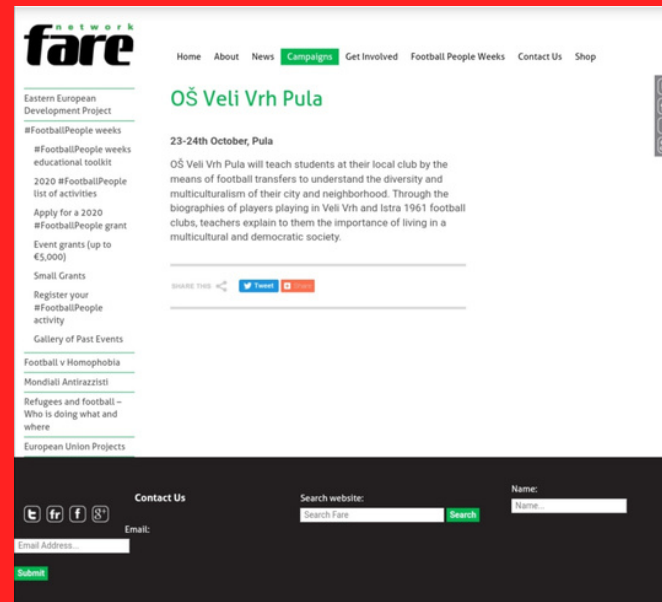 network
fare
Home About News Campaigns Get Involved Football People Weeks Contact Us Shop
Eastern European
Development Project
#FootballPeople weeks
#FootballPeople weeks
educational toolkit
2020 #FootballPeople
list of activities
Apply for a 2020
#FootballPeople grant
Event grants (up to
€5,000)
Small Grants
Register your
#FootballPeople
activity
Gallery of Past Events
Football v Homophobia
Mondiali Antirazzisti
Refugees and football –
Who is doing what and
where
European Union Projects
OŠ Veli Vrh Pula
23-24th October, Pula
OŠ Veli Vrh Pula will teach students at their local club by the
means of football transfers to understand the diversity and
multiculturalism of their city and neighborhood. Through the
biographies of players playing in Veli Vrh and Istra 1961 football
clubs, teachers explain to them the importance of living in a
multicultural and democratic society.
SHARE THIS Tweet Share
Contact Us
Email:
Email Address...
Submit
Search website:
Search Fare Search
Name:
Name...